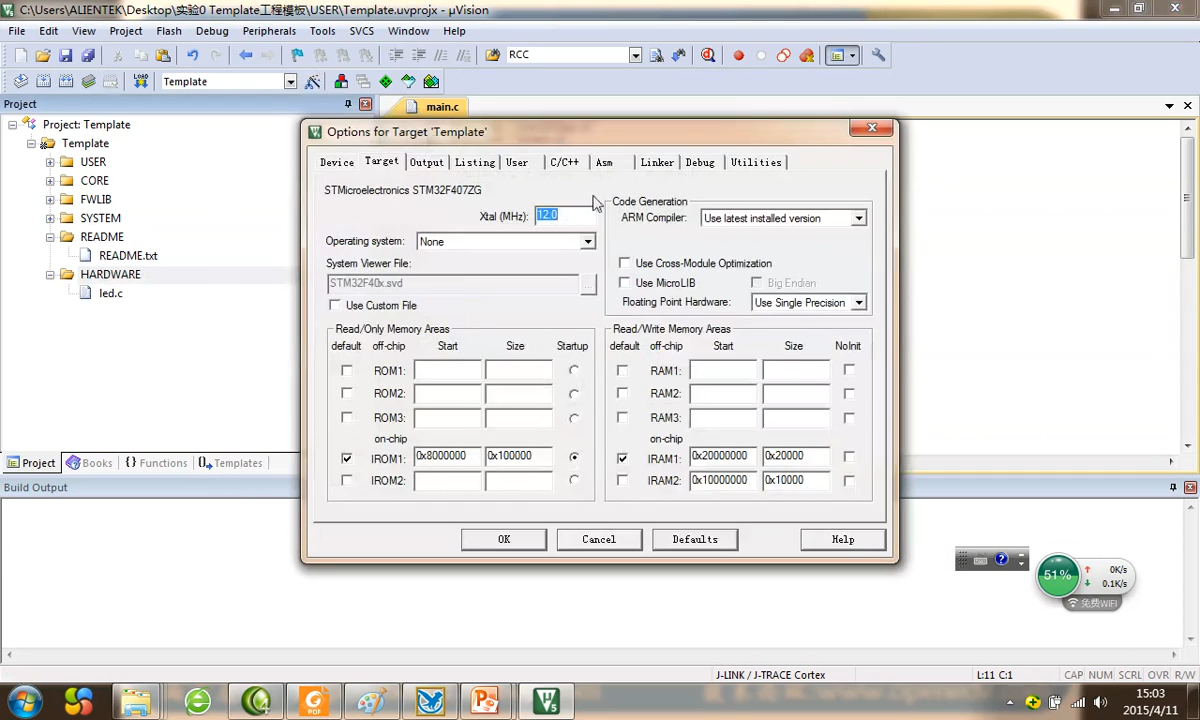 C:\Users\ALIENTEK\Desktop\实验0 Template工程模板\USER\Template.uvprojx - µVision
File Edit View Project Flash Debug Peripherals Tools SVCS Window Help
RCC
LOAD Template
Project
main.c
Project: Template
Template
USER
CORE
FWLIB
SYSTEM
README
README.txt
HARDWARE
led.c
Options for Target 'Template'
Device Target Output Listing User C/C++ Asm Linker Debug Utilities
STMicroelectronics STM32F407ZG
Xtal (MHz): 12.0
Operating system: None
System Viewer File:
STM32F40x.svd ...
Use Custom File
Code Generation
ARM Compiler: Use latest installed version
Use Cross-Module Optimization
Use MicroLIB Big Endian
Floating Point Hardware: Use Single Precision
Read/Only Memory Areas
default off-chip Start Size Startup
ROM1:
ROM2:
ROM3:
on-chip
IROM1: 0x8000000 0x100000
IROM2:
Read/Write Memory Areas
default off-chip Start Size NoInit
RAM1:
RAM2:
RAM3:
on-chip
IRAM1: 0x20000000 0x20000
IRAM2: 0x10000000 0x10000
OK Cancel Defaults Help
Project Books {} Functions Templates
Build Output
51% 0K/s
0.1K/s
免费WIFI
J-LINK / J-TRACE Cortex L:11 C:1 CAP NUM SCRL OVR R/W
PDF
15:03
2015/4/11